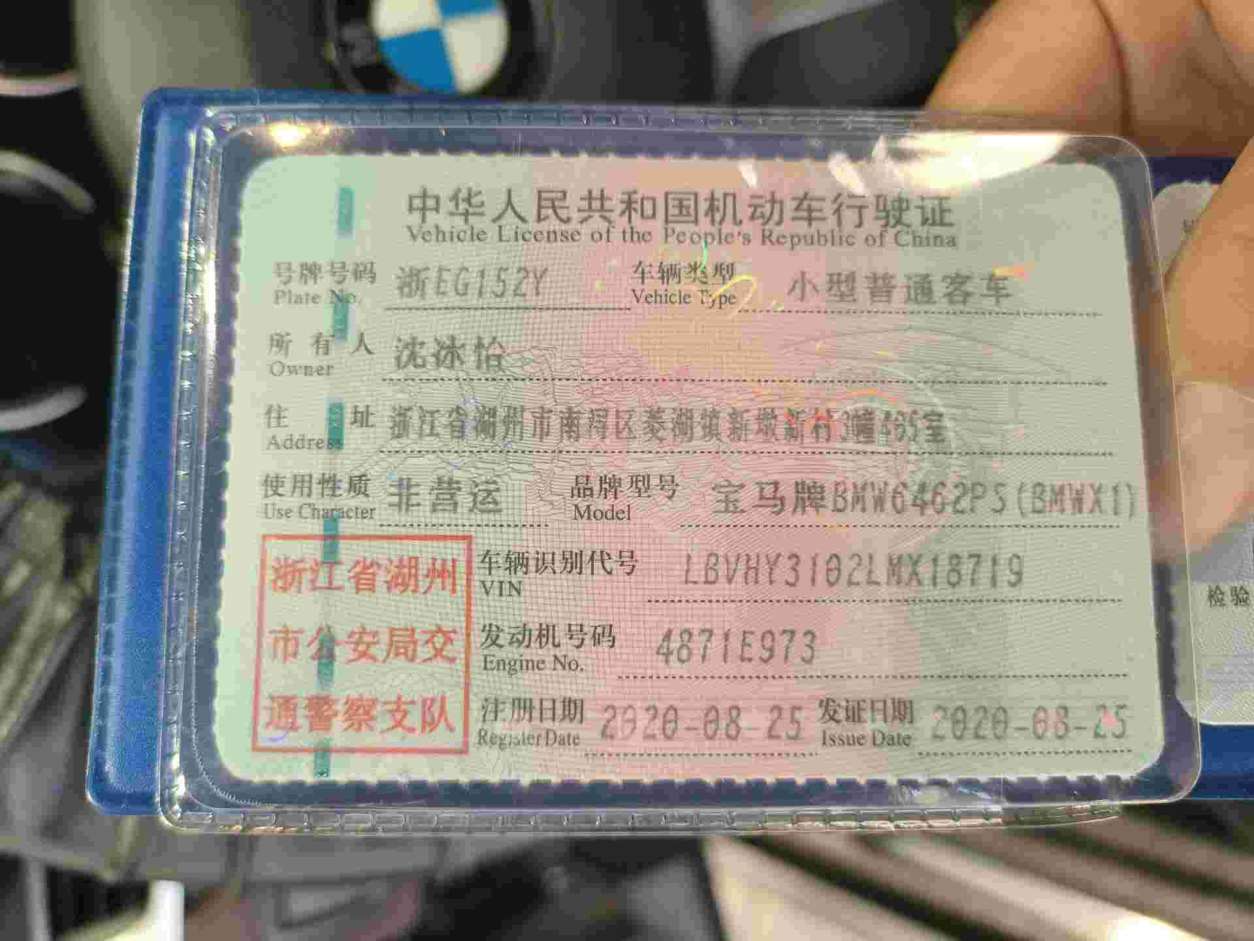 中华人民共和国机动车行驶证
Vehicle License of the People's Republic of China
号牌号码 浙EG152Y 车辆类型 小型普通客车
Plate No. Vehicle Type
所有人 沈冰怡
Owner
住址 浙江省湖州市南浔区菱湖镇新墩新村3幢405室
Address
使用性质 非营运 品牌型号 宝马牌BMW6462PS(BMWX1)
Use Character Model
浙江省湖州
市公安局交
通警察支队
车辆识别代号 LBVHY3102LMX18719
VIN
发动机号码 4871E973
Engine No.
注册日期 2020-08-25 发证日期 2020-08-25
Register Date Issue Date
检验